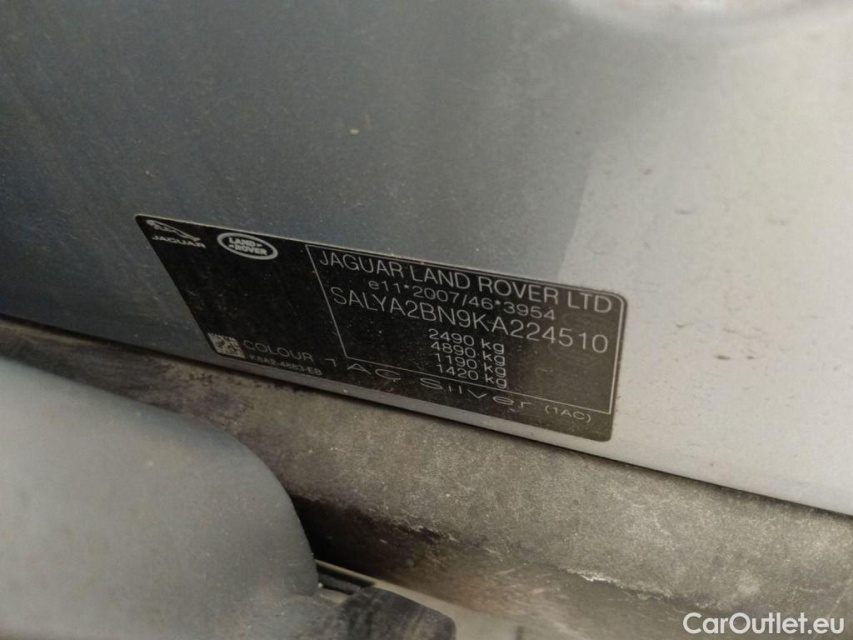 JAGUAR
LAND-
-ROVER
JAGUAR LAND ROVER LTD
e11*2007/46*3954
SALYA2BN9KA224510
2490 kg
4890 kg
1190 kg
1420 kg
COLOUR 1AC Silver (1AC)
CarOutlet.eu